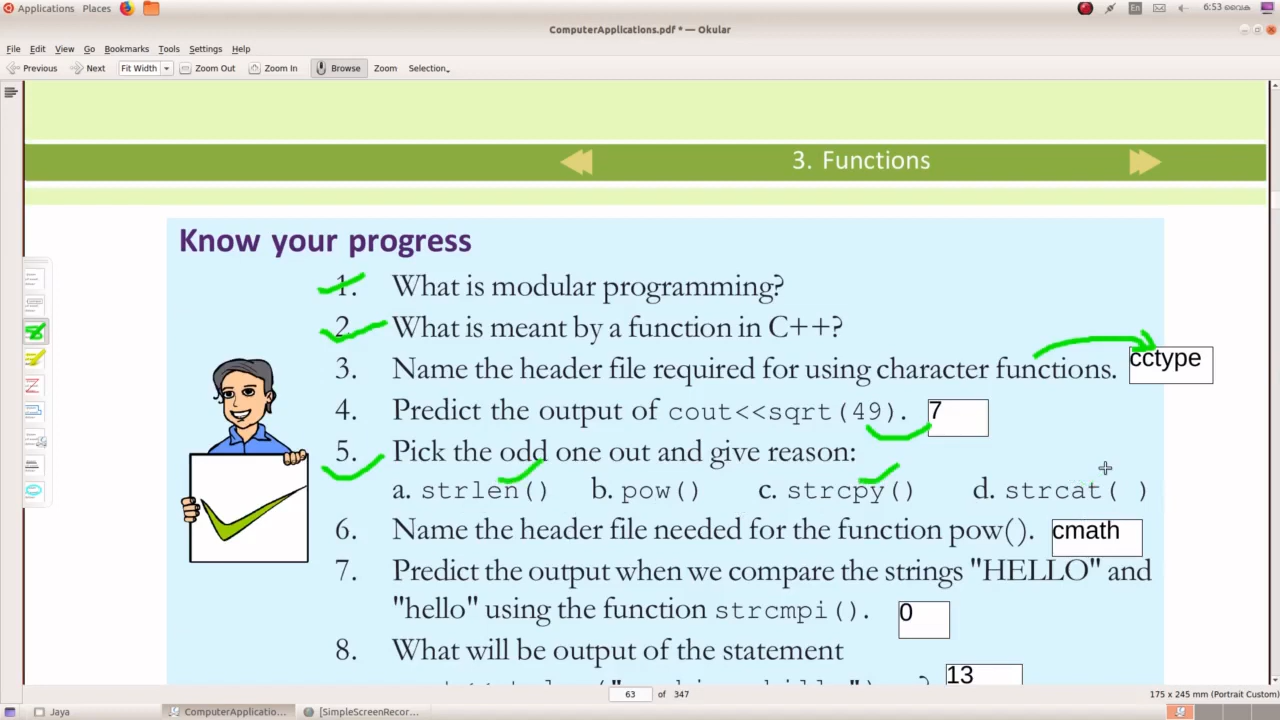 Applications Places En 6:53 വൈകു
ComputerApplications.pdf * — Okular
File Edit View Go Bookmarks Tools Settings Help
Previous Next Fit Width Zoom Out Zoom In Browse Zoom Selection
3. Functions
Know your progress
1. What is modular programming?
2. What is meant by a function in C++?
3. Name the header file required for using character functions. cctype
4. Predict the output of cout<<sqrt(49). 7
5. Pick the odd one out and give reason:
a. strlen() b. pow() c. strcpy() d. strcat( )
6. Name the header file needed for the function pow(). cmath
7. Predict the output when we compare the strings "HELLO" and
"hello" using the function strcmpi(). 0
8. What will be output of the statement
13
63 of 347 175 x 245 mm (Portrait Custom)
Jaya ComputerApplicatio... [SimpleScreenRecor...